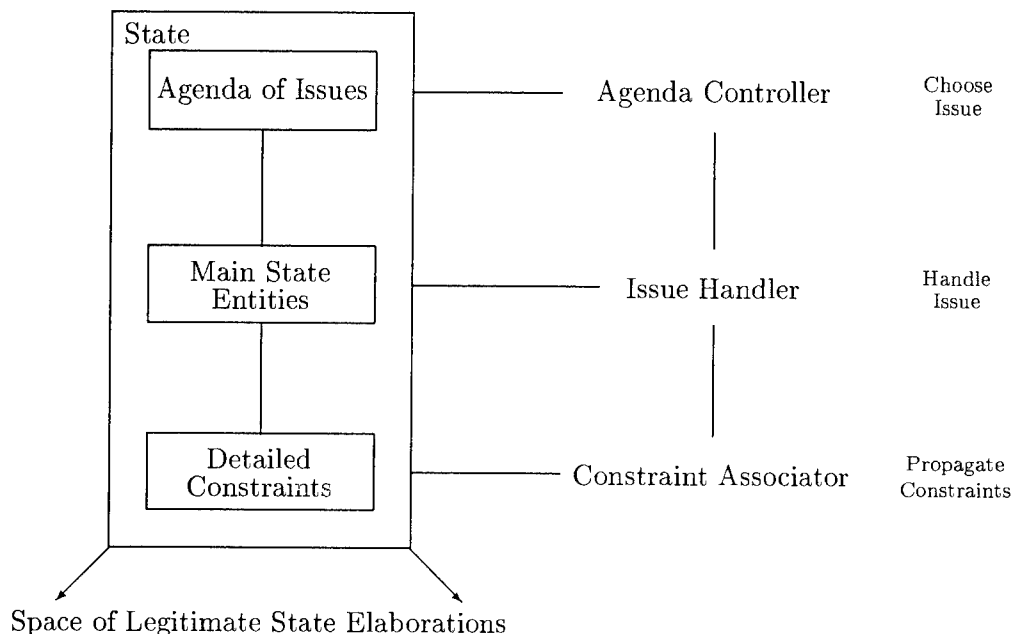 State
Agenda of Issues
Agenda Controller
Choose
Issue
Main State
Entities
Issue Handler
Handle
Issue
Detailed
Constraints
Constraint Associator
Propagate
Constraints
Space of Legitimate State Elaborations